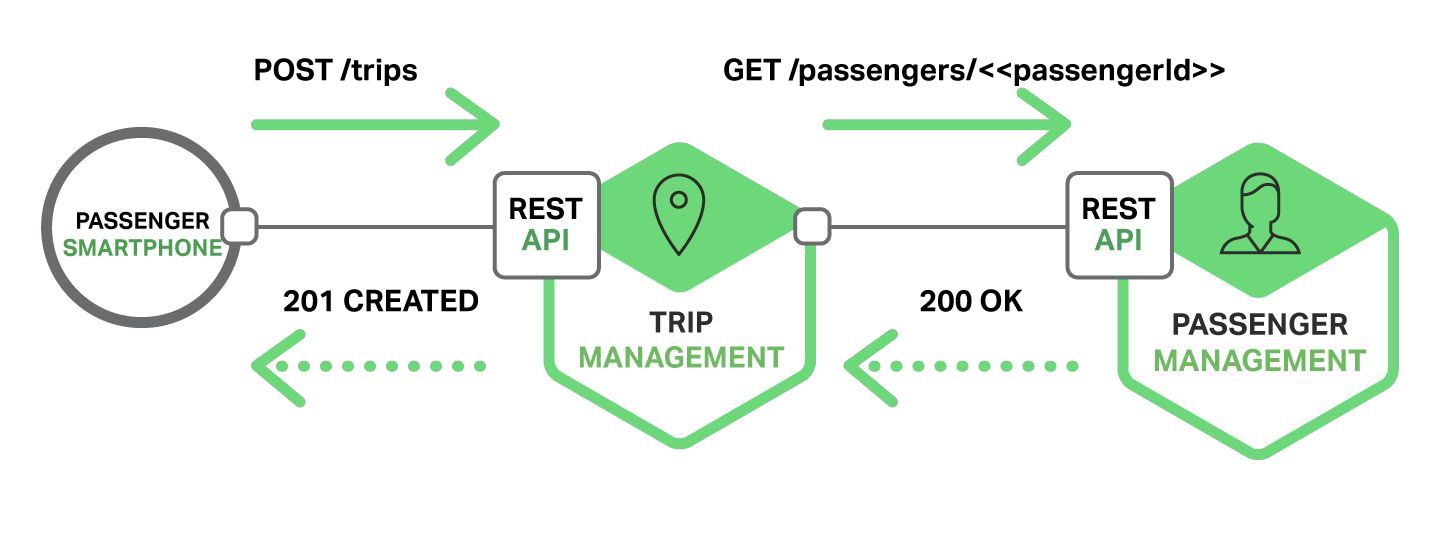 POST /trips
GET /passengers/<<passengerId>>
PASSENGER
SMARTPHONE
REST
API
REST
API
201 CREATED
TRIP
MANAGEMENT
200 OK
PASSENGER
MANAGEMENT